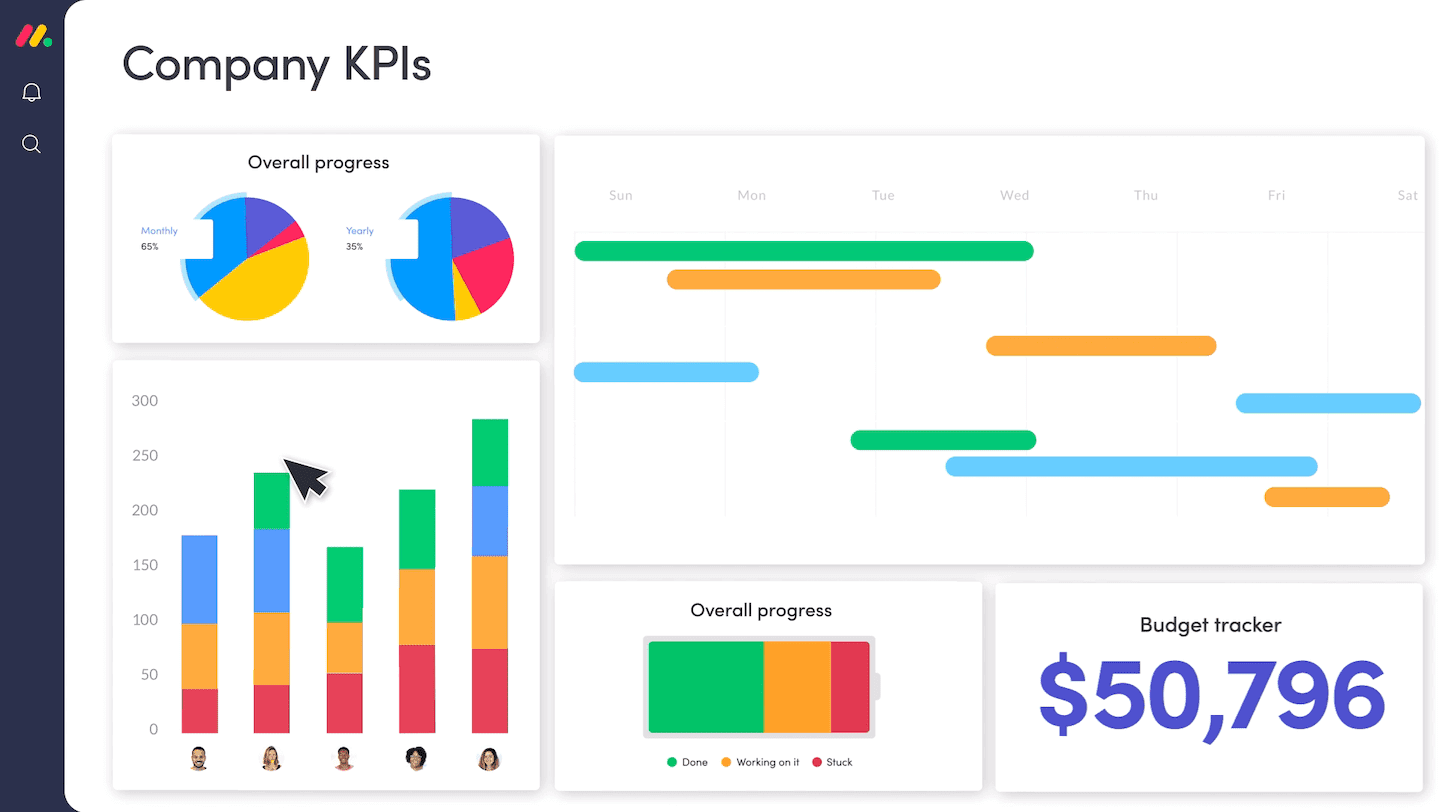 Company KPIs
Overall progress
Monthly
65%
Yearly
35%
Sun Mon Tue Wed Thu Fri Sat
300
250
200
150
100
50
0
Overall progress
Done Working on it Stuck
Budget tracker
$50,796